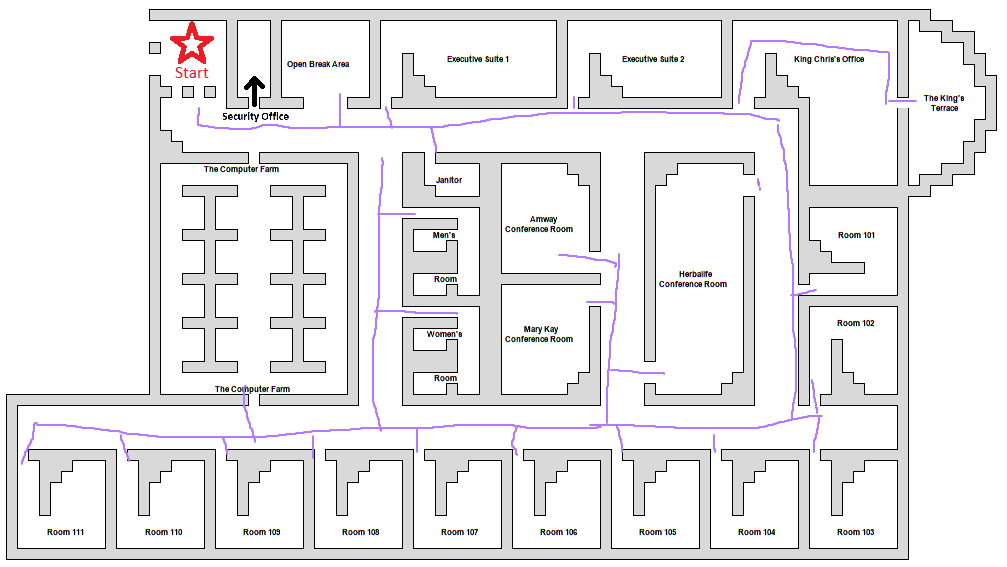 Start
Open Break Area
Executive Suite 1
Executive Suite 2
King Chris's Office
The King's
Terrace
Security Office
The Computer Farm
Janitor
Men's
Room
Women's
Room
Amway
Conference Room
Mary Kay
Conference Room
Herbalife
Conference Room
Room 101
Room 102
The Computer Farm
Room 111
Room 110
Room 109
Room 108
Room 107
Room 106
Room 105
Room 104
Room 103